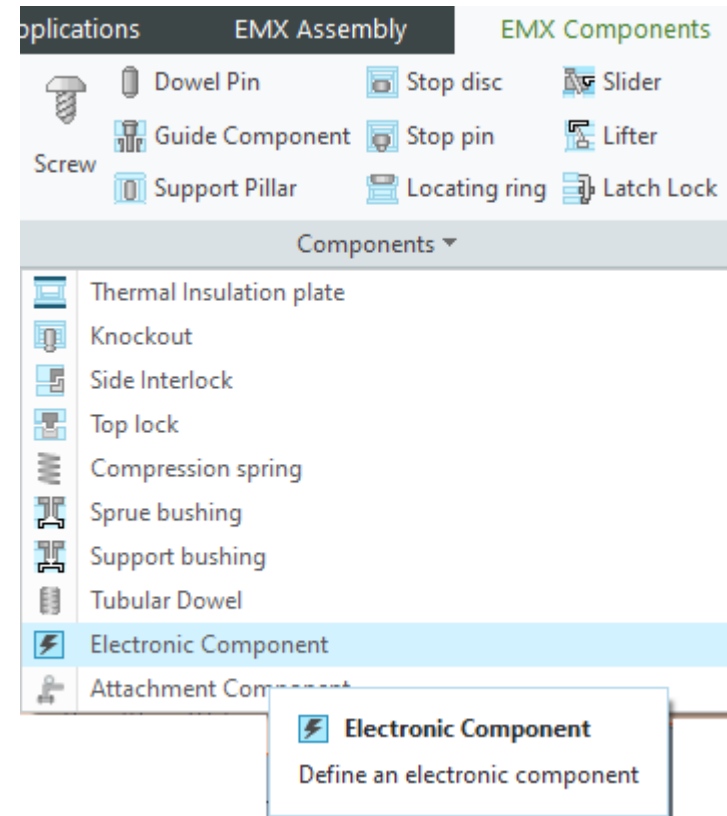 EMX Assembly EMX Components
Dowel Pin Stop disc Slider
Guide Component Stop pin Lifter
Screw
Support Pillar Locating ring Latch Lock
Components
Thermal Insulation plate
Knockout
Side Interlock
Top lock
Compression spring
Sprue bushing
Support bushing
Tubular Dowel
Electronic Component
Attachment
Electronic Component
Define an electronic component